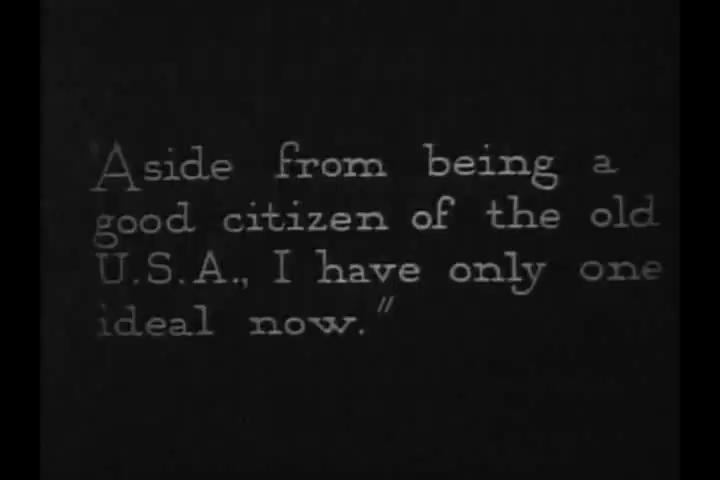 "Aside from being a
good citizen of the old
U.S.A., I have only one
ideal now."